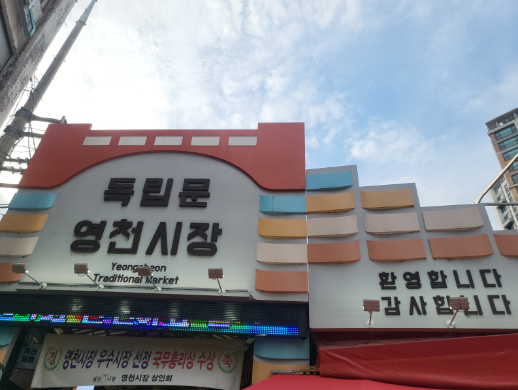 독립문
영천시장
Yeongcheon
Traditional Market
환영합니다
감사합니다
경 영천시장 우수시장 선정 국무총리상 수상 축
영천시장 상인회